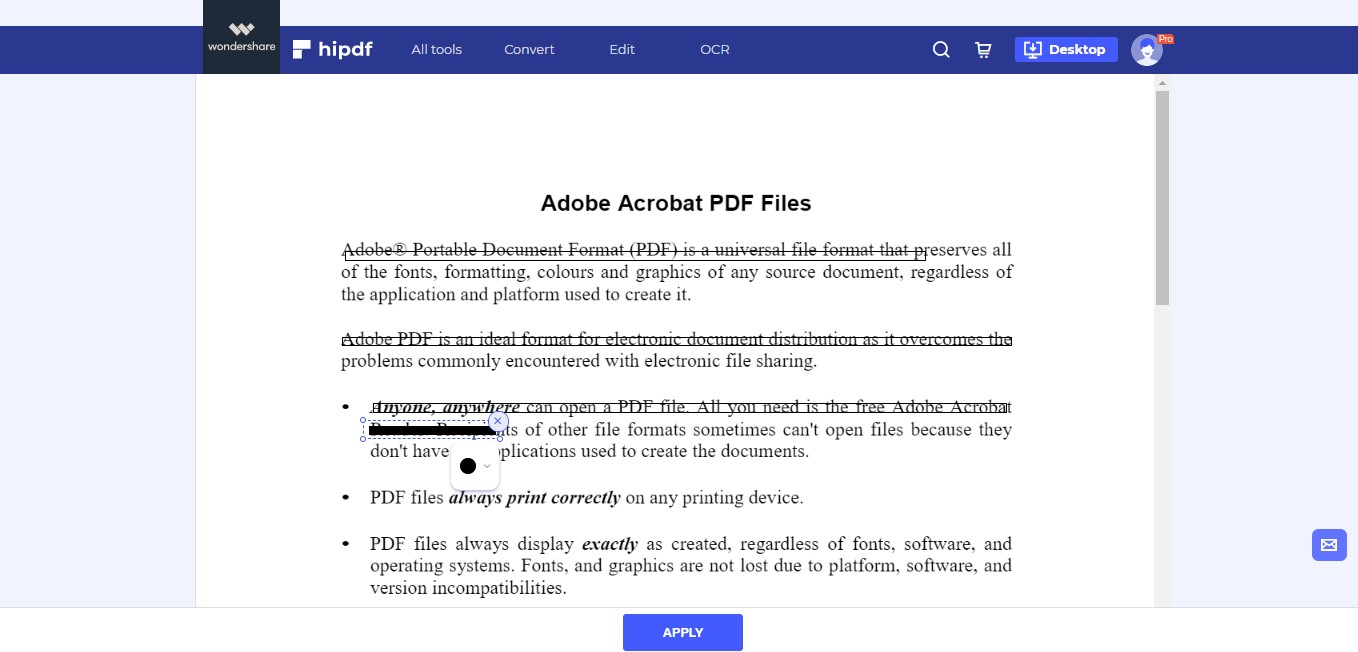 wondershare
hipdf
All tools
Convert
Edit
OCR
Desktop
Pro
Adobe Acrobat PDF Files
Adobe® Portable Document Format (PDF) is a universal file format that preserves all
of the fonts, formatting, colours and graphics of any source document, regardless of
the application and platform used to create it.
Adobe PDF is an ideal format for electronic document distribution as it overcomes the
problems commonly encountered with electronic file sharing.
• Anyone, anywhere can open a PDF file. All you need is the free Adobe Acrobat
of other file formats sometimes can't open files because they
don't have applications used to create the documents.
• PDF files always print correctly on any printing device.
• PDF files always display exactly as created, regardless of fonts, software, and
operating systems. Fonts, and graphics are not lost due to platform, software, and
version incompatibilities.
APPLY